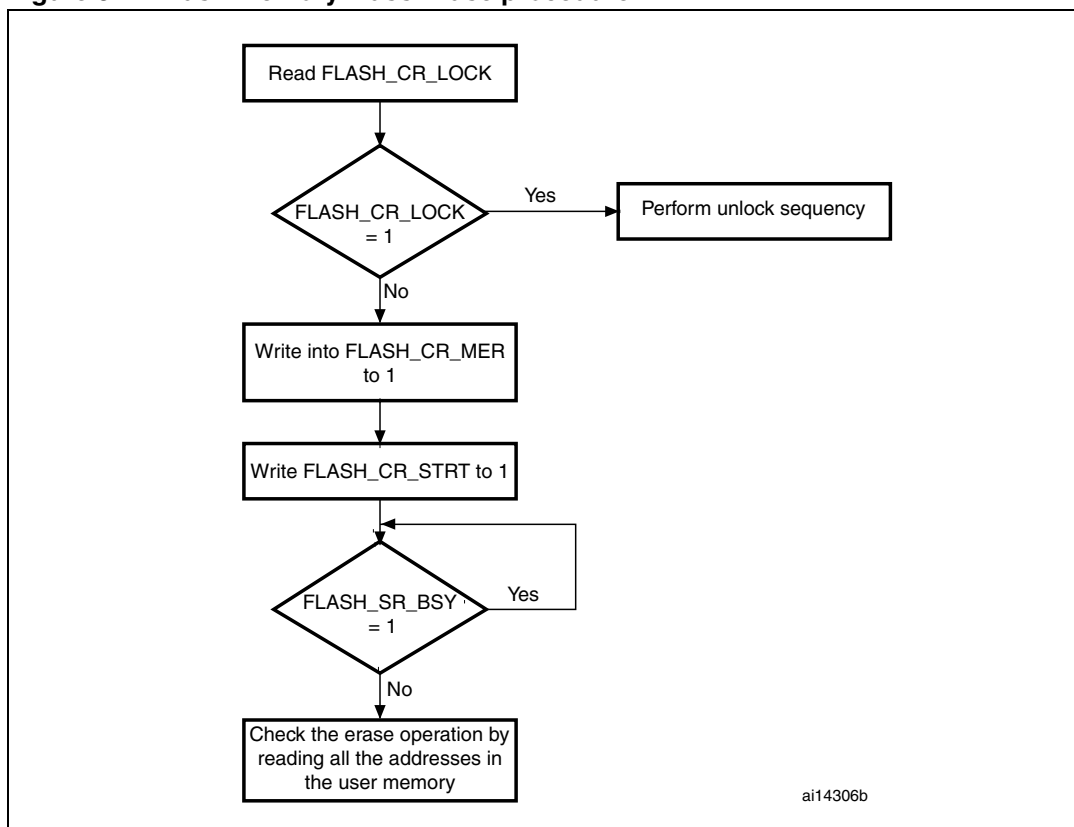 Read FLASH_CR_LOCK
FLASH_CR_LOCK
= 1
Yes
Perform unlock sequency
No
Write into FLASH_CR_MER
to 1
Write FLASH_CR_STRT to 1
FLASH_SR_BSY
= 1
Yes
No
Check the erase operation by
reading all the addresses in
the user memory
ai14306b